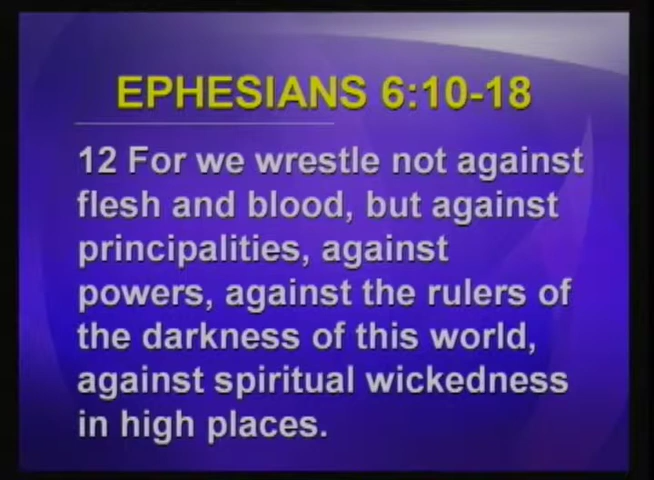 EPHESIANS 6:10-18
12 For we wrestle not against
flesh and blood, but against
principalities, against
powers, against the rulers of
the darkness of this world,
against spiritual wickedness
in high places.